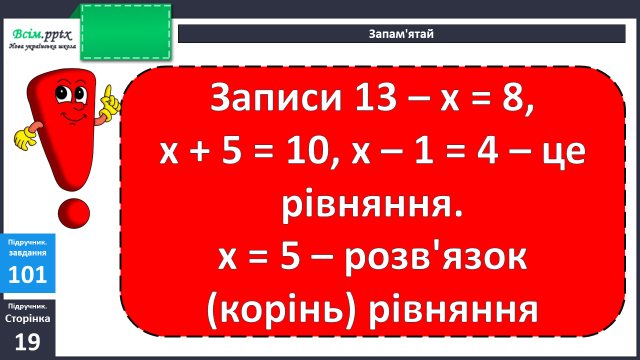 Всім.pptx
Нова українська школа
Запам'ятай
Записи 13 – х = 8,
х + 5 = 10, х – 1 = 4 – це
рівняння.
х = 5 – розв'язок
(корінь) рівняння
Підручник.
завдання
101
Підручник.
Сторінка
19